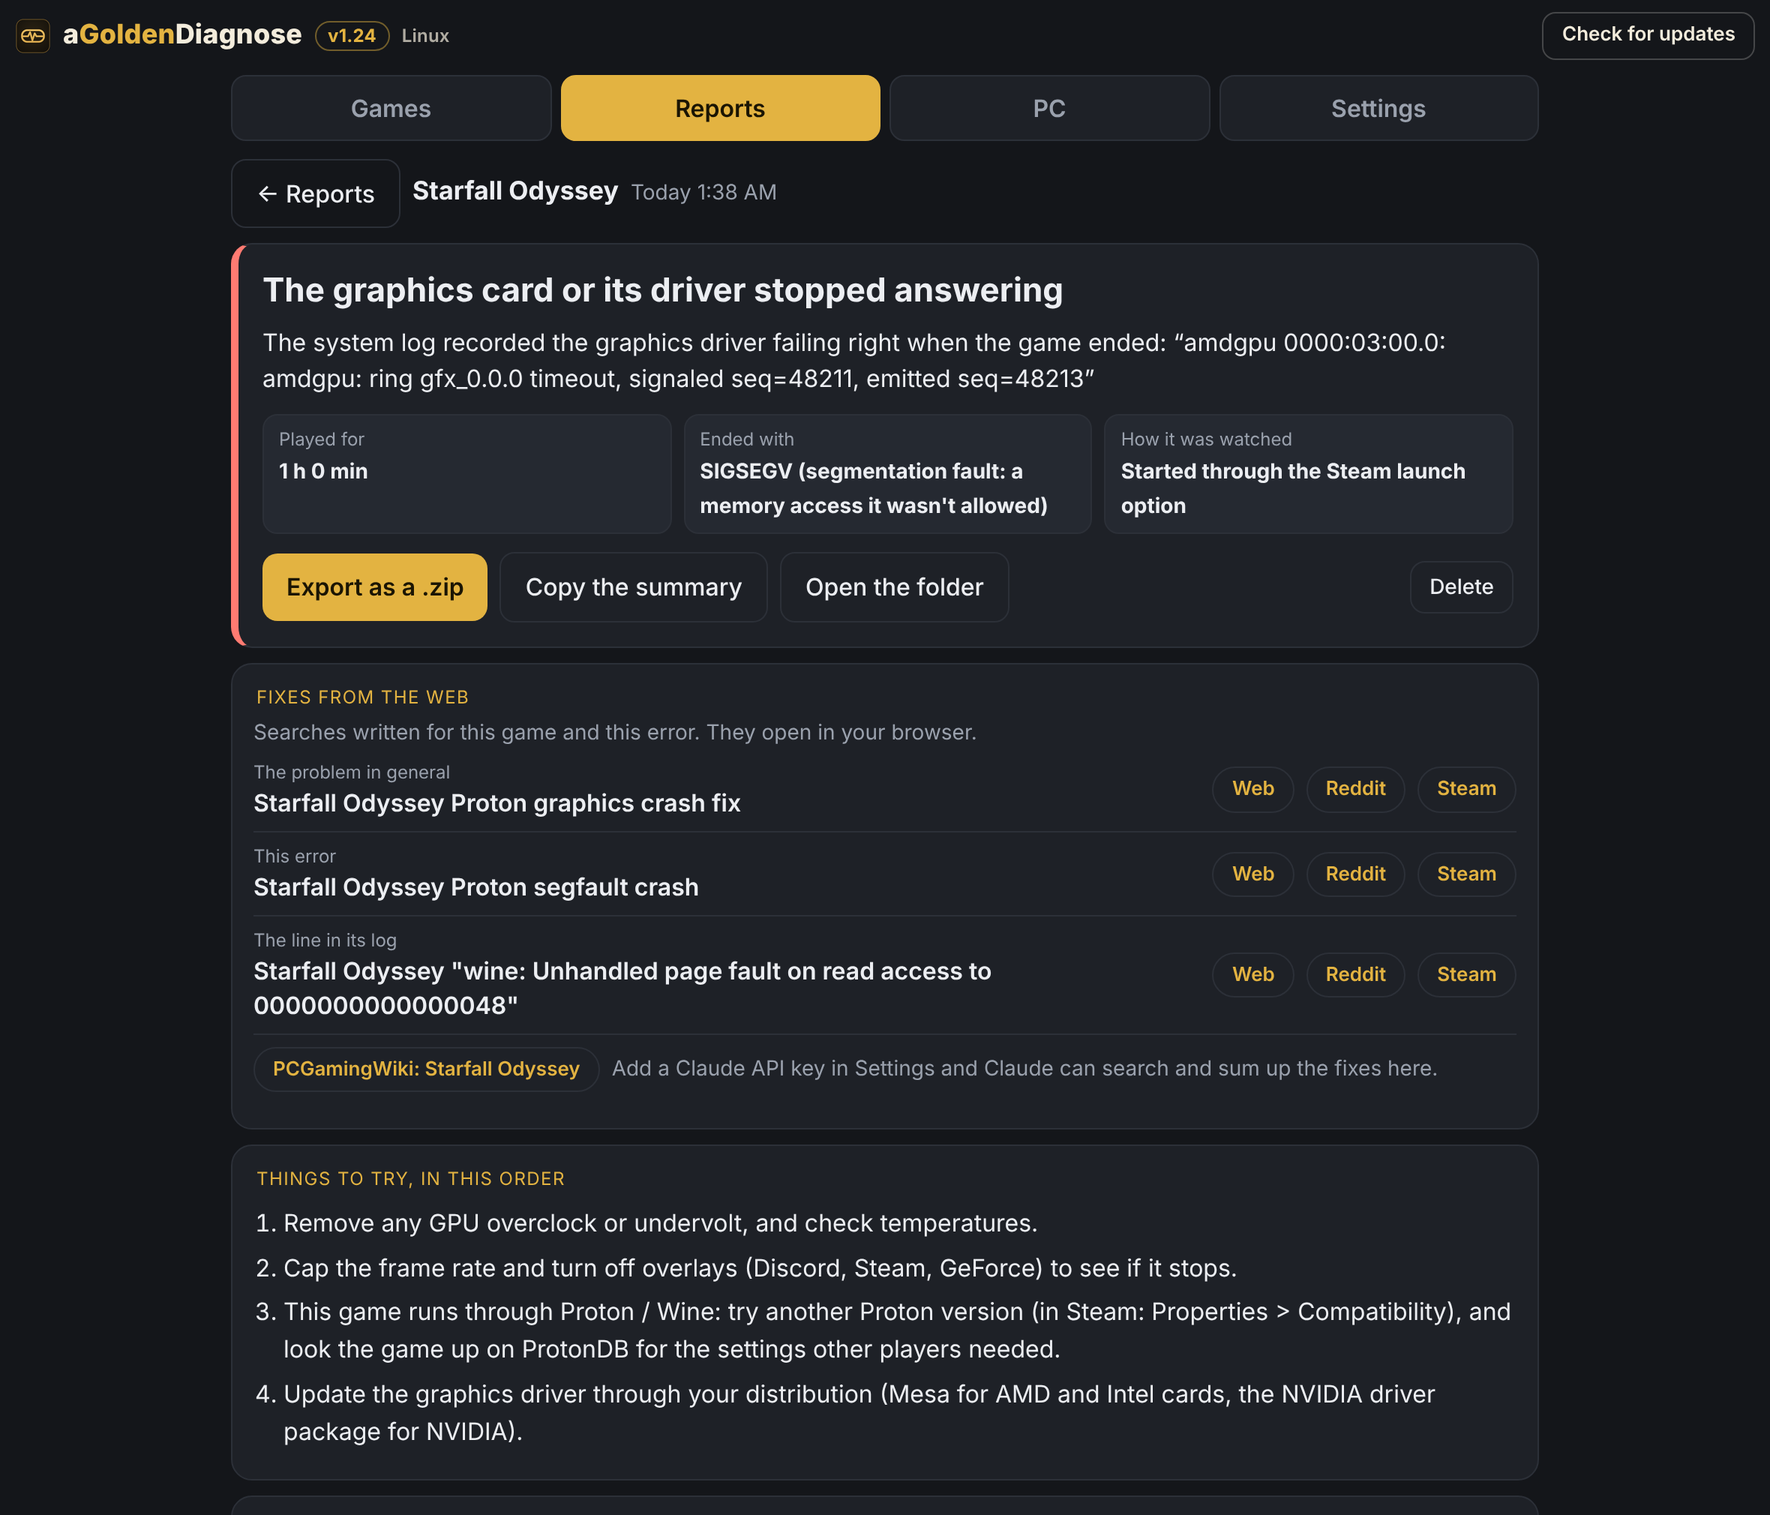 aGoldenDiagnose v1.24 Linux Check for updates
Games Reports PC Settings
← Reports Starfall Odyssey Today 1:38 AM
The graphics card or its driver stopped answering
The system log recorded the graphics driver failing right when the game ended: “amdgpu 0000:03:00.0:
amdgpu: ring gfx_0.0.0 timeout, signaled seq=48211, emitted seq=48213”
Played for
1 h 0 min
Ended with
SIGSEGV (segmentation fault: a
memory access it wasn't allowed)
How it was watched
Started through the Steam launch
option
Export as a .zip Copy the summary Open the folder Delete
FIXES FROM THE WEB
Searches written for this game and this error. They open in your browser.
The problem in general
Starfall Odyssey Proton graphics crash fix
Web Reddit Steam
This error
Starfall Odyssey Proton segfault crash
Web Reddit Steam
The line in its log
Starfall Odyssey "wine: Unhandled page fault on read access to
0000000000000048"
Web Reddit Steam
PCGamingWiki: Starfall Odyssey Add a Claude API key in Settings and Claude can search and sum up the fixes here.
THINGS TO TRY, IN THIS ORDER
1. Remove any GPU overclock or undervolt, and check temperatures.
2. Cap the frame rate and turn off overlays (Discord, Steam, GeForce) to see if it stops.
3. This game runs through Proton / Wine: try another Proton version (in Steam: Properties > Compatibility), and
look the game up on ProtonDB for the settings other players needed.
4. Update the graphics driver through your distribution (Mesa for AMD and Intel cards, the NVIDIA driver
package for NVIDIA).